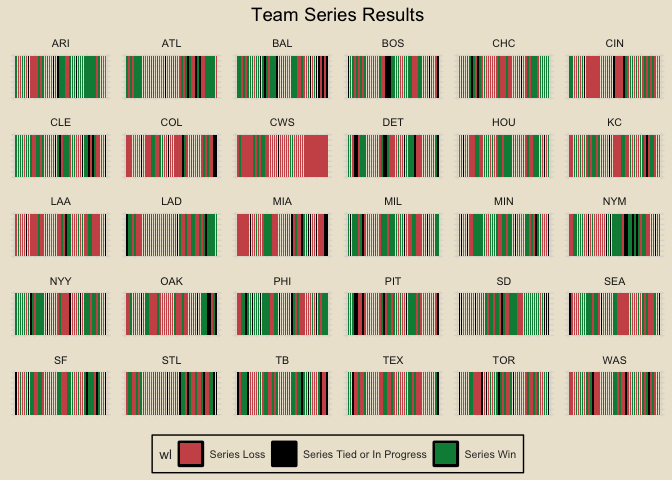 Team Series Results
ARI ATL BAL BOS CHC CIN
CLE COL CWS DET HOU KC
LAA LAD MIA MIL MIN NYM
NYY OAK PHI PIT SD SEA
SF STL TB TEX TOR WAS
wl Series Loss Series Tied or In Progress Series Win